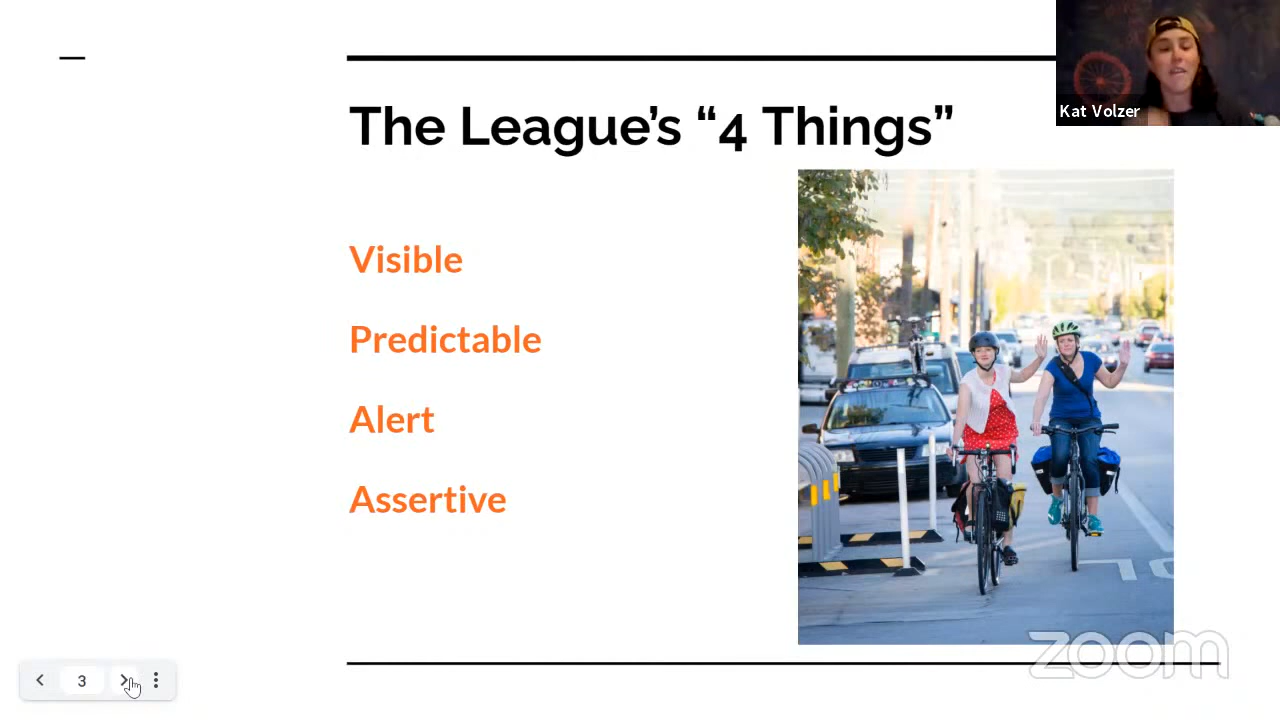 The League’s “4 Things”
Kat Volzer
Visible
Predictable
Alert
Assertive
3
zoom